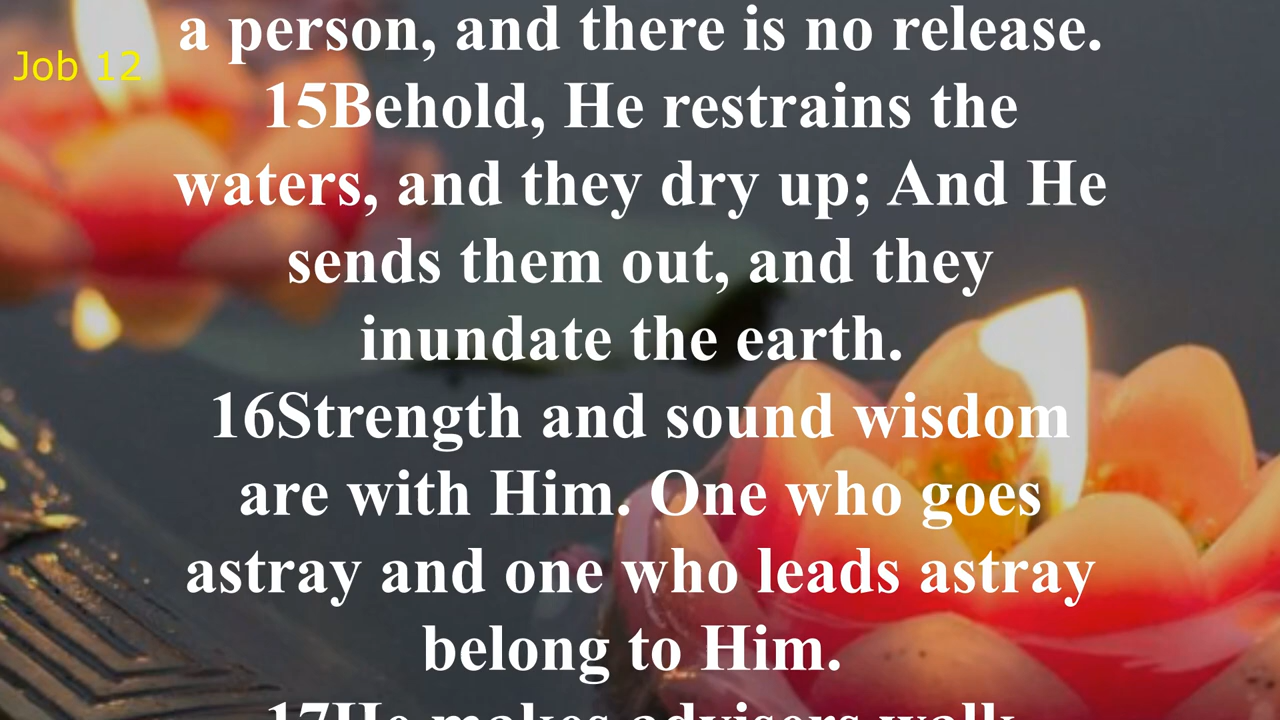 Job 12
a person, and there is no release.
15Behold, He restrains the
waters, and they dry up; And He
sends them out, and they
inundate the earth.
16Strength and sound wisdom
are with Him. One who goes
astray and one who leads astray
belong to Him.
17He makes advisers walk